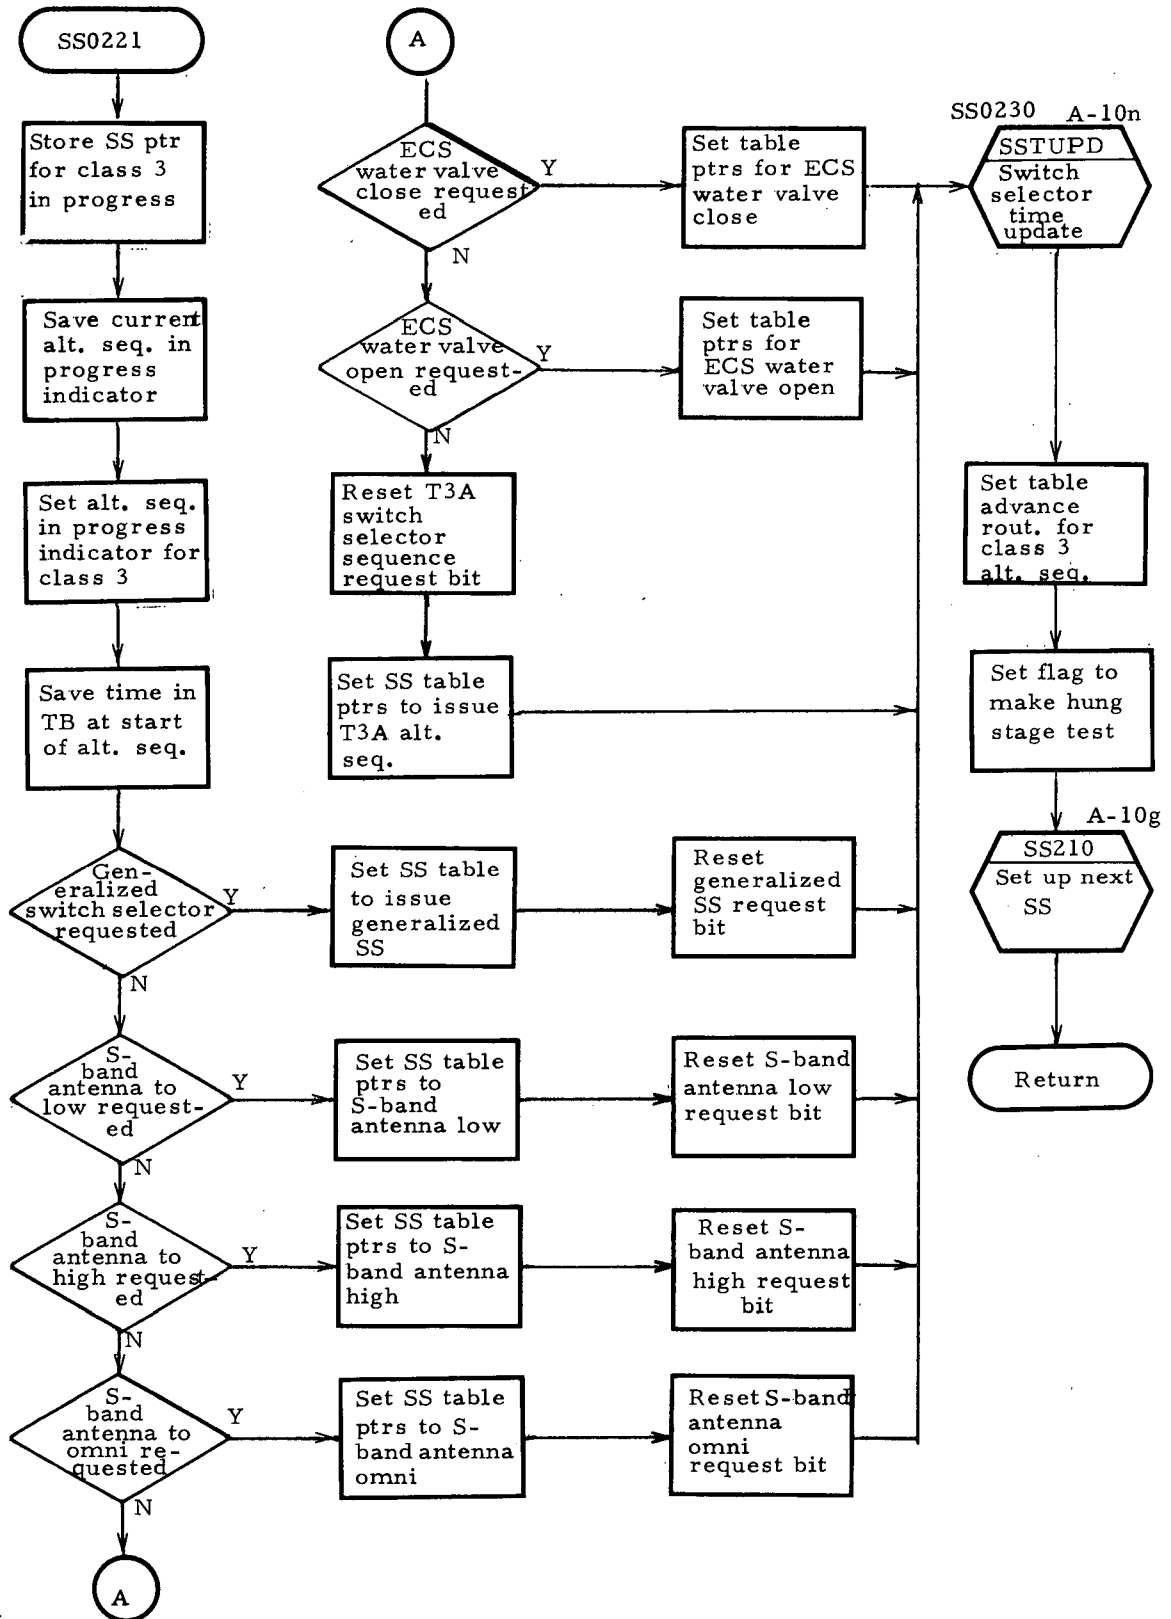 SS0221
Store SS ptr
for class 3
in progress
Save current
alt. seq. in
progress
indicator
Set alt. seq.
in progress
indicator for
class 3
Save time in
TB at start
of alt. seq.
Gen-
eralized
switch selector
requested
Y
N
Set SS table
to issue
generalized
SS
Reset
generalized
SS request
bit
S-
band
antenna to
low request-
ed
Y
N
Set SS table
ptrs to
S-band
antenna low
Reset S-band
antenna low
request bit
S-
band
antenna to
high request-
ed
Y
N
Set SS table
ptrs to S-
band antenna
high
Reset S-
band antenna
high request
bit
S-
band
antenna to
omni re-
quested
Y
N
Set SS table
ptrs to S-
band antenna
omni
Reset S-band
antenna
omni
request bit
A
A
ECS
water valve
close request
ed
Y
N
Set table
ptrs for ECS
water valve
close
ECS
water valve
open request-
ed
Y
N
Set table
ptrs for
ECS water
valve open
Reset T3A
switch
selector
sequence
request bit
Set SS table
ptrs to issue
T3A alt.
seq.
SS0230 A-10n
SSTUPD
Switch
selector
time
update
Set table
advance
rout. for
class 3
alt. seq.
Set flag to
make hung
stage test
A-10g
SS210
Set up next
SS
Return